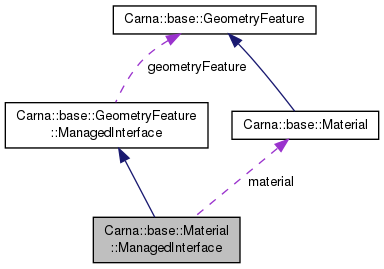 Carna::base::GeometryFeature
geometryFeature
Carna::base::GeometryFeature
::ManagedInterface
Carna::base::Material
material
Carna::base::Material
::ManagedInterface